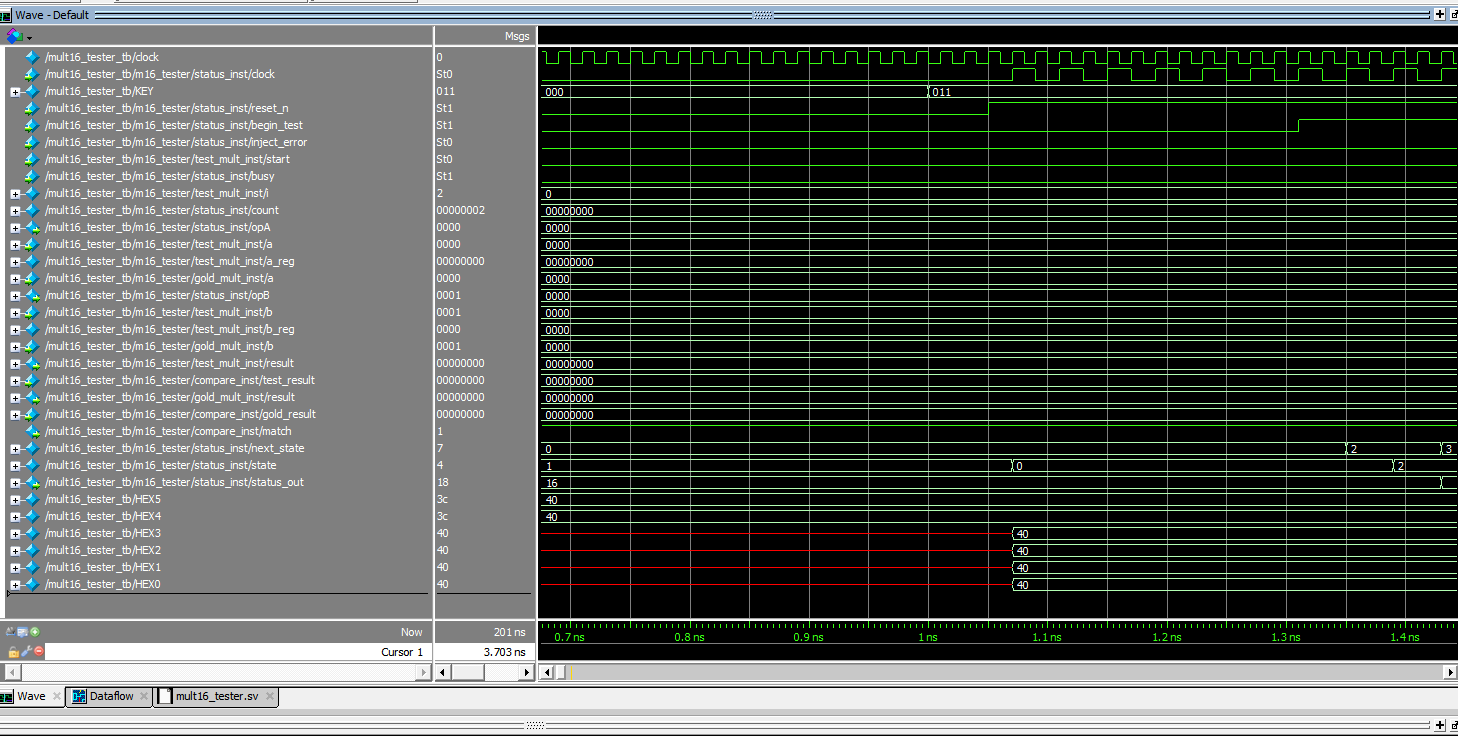 Wave - Default
Msgs
/mult16_tester_tb/clock 0
/mult16_tester_tb/m16_tester/status_inst/clock St0
/mult16_tester_tb/KEY 011 000 011
/mult16_tester_tb/m16_tester/status_inst/reset_n St1
/mult16_tester_tb/m16_tester/status_inst/begin_test St1
/mult16_tester_tb/m16_tester/status_inst/inject_error St0
/mult16_tester_tb/m16_tester/test_mult_inst/start St0
/mult16_tester_tb/m16_tester/status_inst/busy St1
/mult16_tester_tb/m16_tester/test_mult_inst/i 2 0
/mult16_tester_tb/m16_tester/status_inst/count 00000002 00000000
/mult16_tester_tb/m16_tester/status_inst/opA 0000 0000
/mult16_tester_tb/m16_tester/test_mult_inst/a 0000 0000
/mult16_tester_tb/m16_tester/test_mult_inst/a_reg 00000000 00000000
/mult16_tester_tb/m16_tester/gold_mult_inst/a 0000 0000
/mult16_tester_tb/m16_tester/status_inst/opB 0001 0000
/mult16_tester_tb/m16_tester/test_mult_inst/b 0001 0000
/mult16_tester_tb/m16_tester/test_mult_inst/b_reg 0000 0000
/mult16_tester_tb/m16_tester/gold_mult_inst/b 0001 0000
/mult16_tester_tb/m16_tester/test_mult_inst/result 00000000 00000000
/mult16_tester_tb/m16_tester/compare_inst/test_result 00000000 00000000
/mult16_tester_tb/m16_tester/gold_mult_inst/result 00000000 00000000
/mult16_tester_tb/m16_tester/compare_inst/gold_result 00000000 00000000
/mult16_tester_tb/m16_tester/compare_inst/match 1
/mult16_tester_tb/m16_tester/status_inst/next_state 7 0 2 3
/mult16_tester_tb/m16_tester/status_inst/state 4 1 0 2
/mult16_tester_tb/m16_tester/status_inst/status_out 18 16
/mult16_tester_tb/HEX5 3c 40
/mult16_tester_tb/HEX4 3c 40
/mult16_tester_tb/HEX3 40 40
/mult16_tester_tb/HEX2 40 40
/mult16_tester_tb/HEX1 40 40
/mult16_tester_tb/HEX0 40 40
Now 201 ns 0.7 ns 0.8 ns 0.9 ns 1 ns 1.1 ns 1.2 ns 1.3 ns 1.4 ns
Cursor 1 3.703 ns
Wave Dataflow mult16_tester.sv